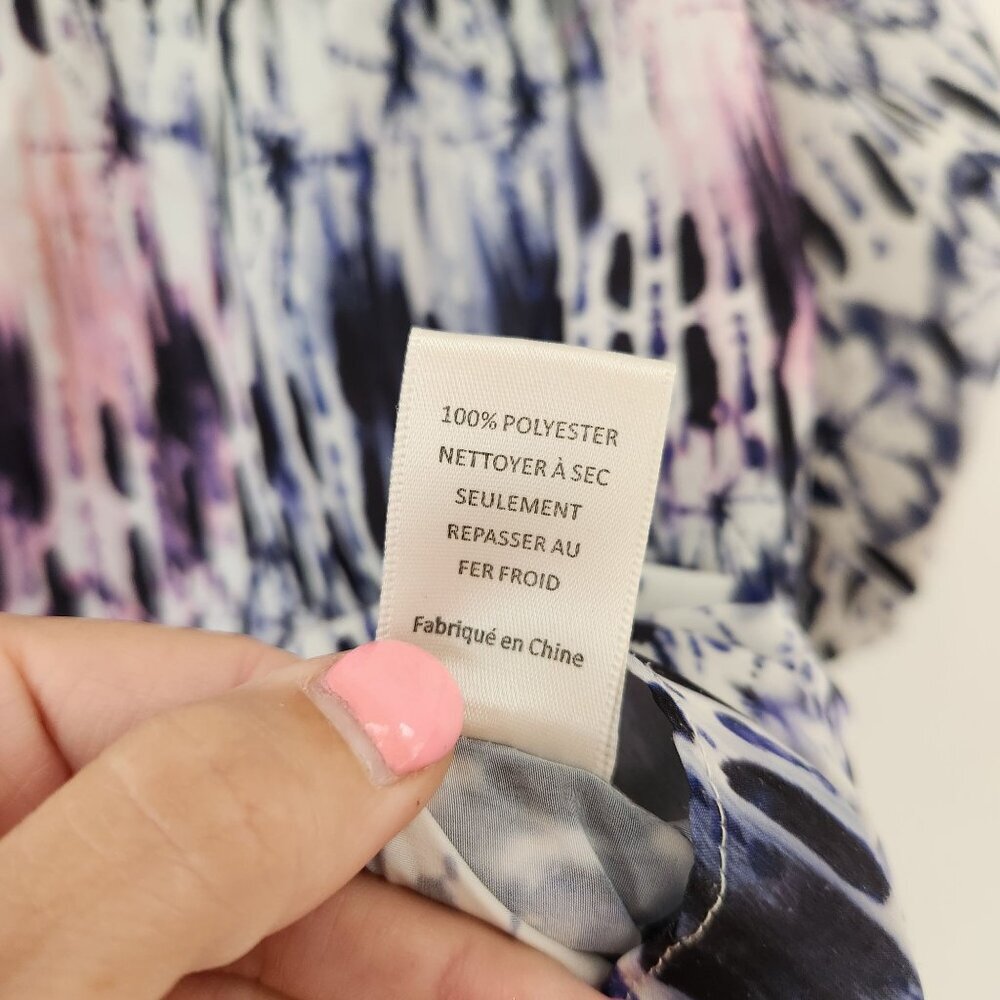 100% POLYESTER
NETTOYER À SEC
SEULEMENT
REPASSER AU
FER FROID
Fabriqué en Chine